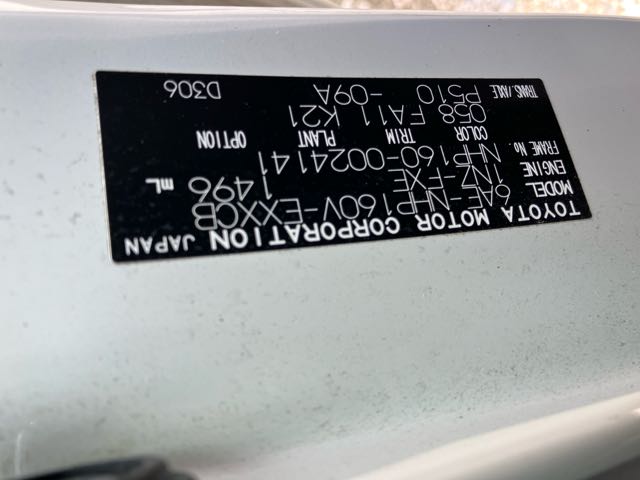 TOYOTA MOTOR CORPORATION JAPAN
MODEL 6AE-NHP160V-EXXCB
ENGINE 1NZ-FXE 1496 mL
FRAME No. NHP160-0024141
COLOR TRIM PLANT OPTION
058 FA11 K21
TRANS./AXLE
P510 -09A D306